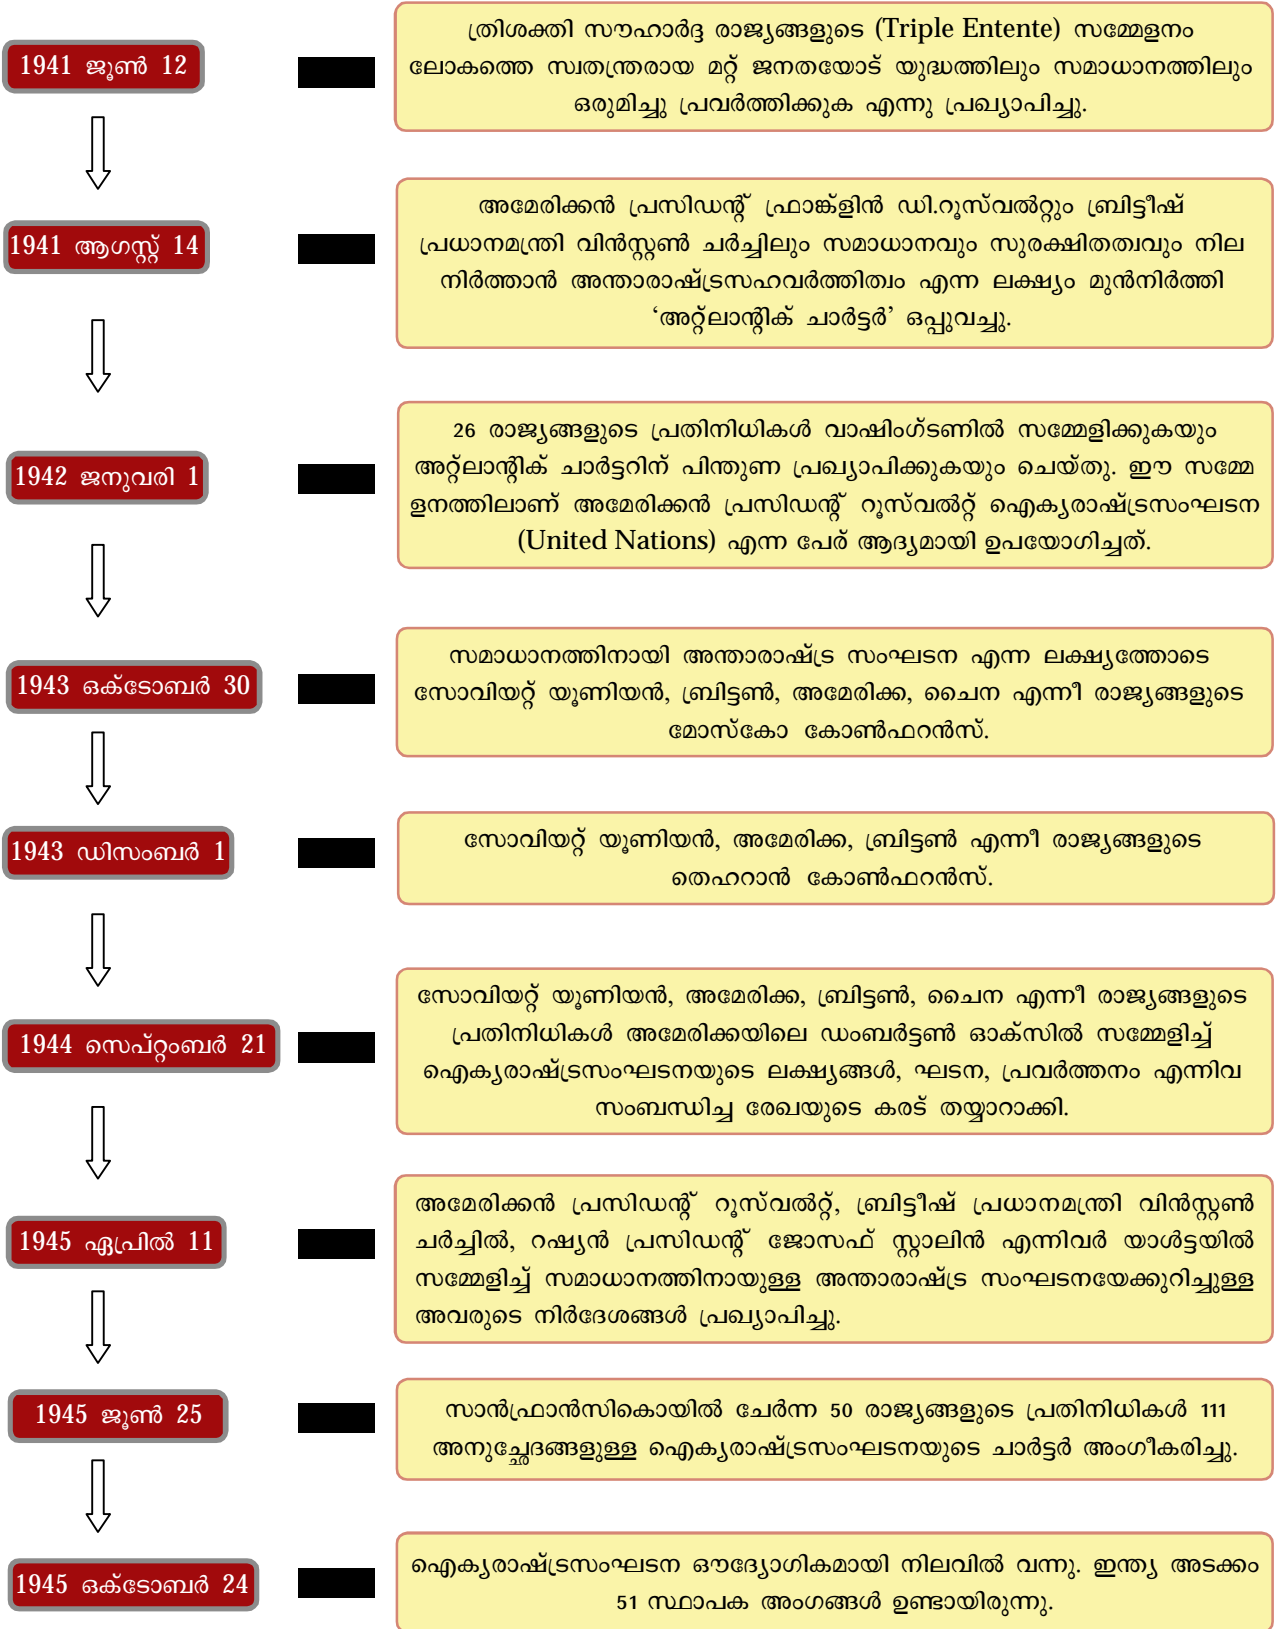 1941 ജൂൺ 12
ത്രിശക്തി സൗഹാർദ്ദ രാജ്യങ്ങളുടെ (Triple Entente) സമ്മേളനം
ലോകത്തെ സ്വതന്ത്രരായ മറ്റ് ജനതയോട് യുദ്ധത്തിലും സമാധാനത്തിലും
ഒരുമിച്ചു പ്രവർത്തിക്കുക എന്നു പ്രഖ്യാപിച്ചു.
1941 ആഗസ്റ്റ് 14
അമേരിക്കൻ പ്രസിഡന്റ് ഫ്രാങ്ക്ളിൻ ഡി.റൂസ്‌വൽറ്റും ബ്രിട്ടീഷ്
പ്രധാനമന്ത്രി വിൻസ്റ്റൺ ചർച്ചിലും സമാധാനവും സുരക്ഷിതത്വവും നില
നിർത്താൻ അന്താരാഷ്ട്രസഹവർത്തിത്വം എന്ന ലക്ഷ്യം മുൻനിർത്തി
‘അറ്റ്ലാന്റിക് ചാർട്ടർ’ ഒപ്പുവച്ചു.
1942 ജനുവരി 1
26 രാജ്യങ്ങളുടെ പ്രതിനിധികൾ വാഷിംഗ്ടണിൽ സമ്മേളിക്കുകയും
അറ്റ്ലാന്റിക് ചാർട്ടറിന് പിന്തുണ പ്രഖ്യാപിക്കുകയും ചെയ്തു. ഈ സമ്മേ
ളനത്തിലാണ് അമേരിക്കൻ പ്രസിഡന്റ് റൂസ്‌വൽറ്റ് ഐക്യരാഷ്ട്രസംഘടന
(United Nations) എന്ന പേര് ആദ്യമായി ഉപയോഗിച്ചത്.
1943 ഒക്ടോബർ 30
സമാധാനത്തിനായി അന്താരാഷ്ട്ര സംഘടന എന്ന ലക്ഷ്യത്തോടെ
സോവിയറ്റ് യൂണിയൻ, ബ്രിട്ടൺ, അമേരിക്ക, ചൈന എന്നീ രാജ്യങ്ങളുടെ
മോസ്കോ കോൺഫറൻസ്.
1943 ഡിസംബർ 1
സോവിയറ്റ് യൂണിയൻ, അമേരിക്ക, ബ്രിട്ടൺ എന്നീ രാജ്യങ്ങളുടെ
തെഹറാൻ കോൺഫറൻസ്.
1944 സെപ്റ്റംബർ 21
സോവിയറ്റ് യൂണിയൻ, അമേരിക്ക, ബ്രിട്ടൺ, ചൈന എന്നീ രാജ്യങ്ങളുടെ
പ്രതിനിധികൾ അമേരിക്കയിലെ ഡംബർട്ടൺ ഓക്സിൽ സമ്മേളിച്ച്
ഐക്യരാഷ്ട്രസംഘടനയുടെ ലക്ഷ്യങ്ങൾ, ഘടന, പ്രവർത്തനം എന്നിവ
സംബന്ധിച്ച രേഖയുടെ കരട് തയ്യാറാക്കി.
1945 ഏപ്രിൽ 11
അമേരിക്കൻ പ്രസിഡന്റ് റൂസ്‌വൽറ്റ്, ബ്രിട്ടീഷ് പ്രധാനമന്ത്രി വിൻസ്റ്റൺ
ചർച്ചിൽ, റഷ്യൻ പ്രസിഡന്റ് ജോസഫ് സ്റ്റാലിൻ എന്നിവർ യാൾട്ടയിൽ
സമ്മേളിച്ച് സമാധാനത്തിനായുള്ള അന്താരാഷ്ട്ര സംഘടനയേക്കുറിച്ചുള്ള
അവരുടെ നിർദേശങ്ങൾ പ്രഖ്യാപിച്ചു.
1945 ജൂൺ 25
സാൻഫ്രാൻസികൊയിൽ ചേർന്ന 50 രാജ്യങ്ങളുടെ പ്രതിനിധികൾ 111
അനുച്ഛേദങ്ങളുള്ള ഐക്യരാഷ്ട്രസംഘടനയുടെ ചാർട്ടർ അംഗീകരിച്ചു.
1945 ഒക്ടോബർ 24
ഐക്യരാഷ്ട്രസംഘടന ഔദ്യോഗികമായി നിലവിൽ വന്നു. ഇന്ത്യ അടക്കം
51 സ്ഥാപക അംഗങ്ങൾ ഉണ്ടായിരുന്നു.